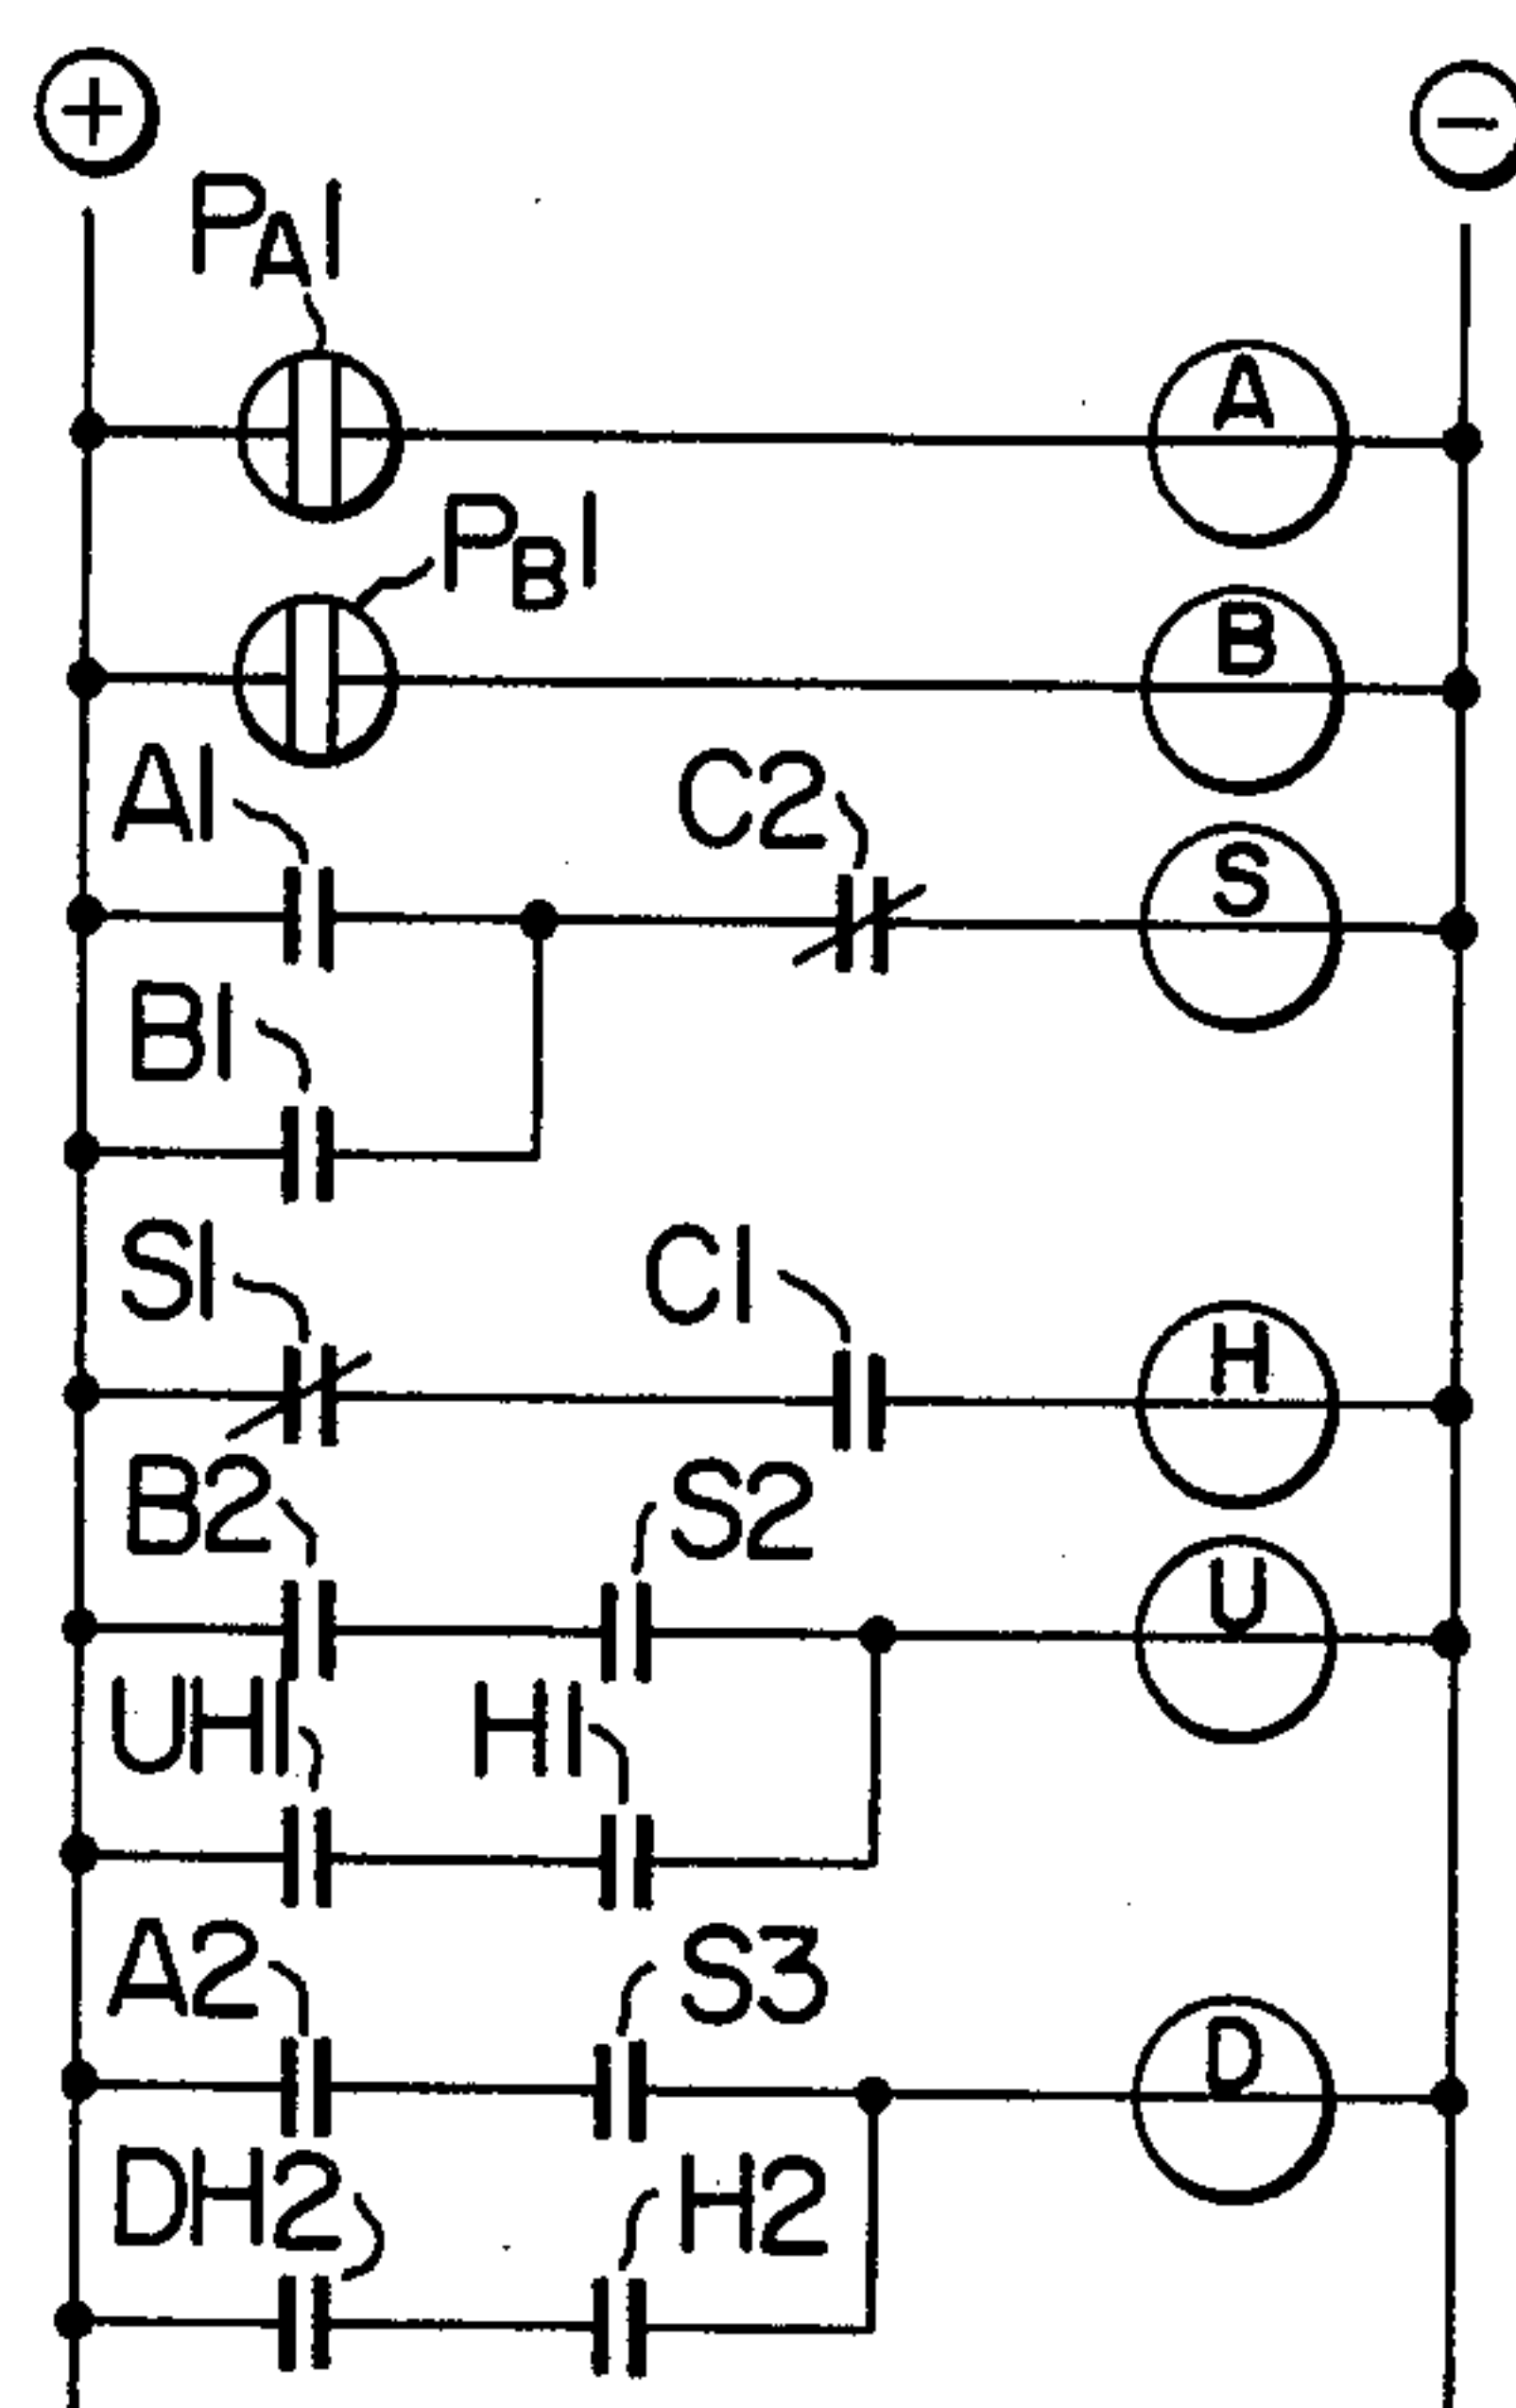 + −
PA1
A
PB1
B
A1 C2 S
B1
S1 C1 H
B2 S2 U
UH1 H1
A2 S3 D
DH2 H2